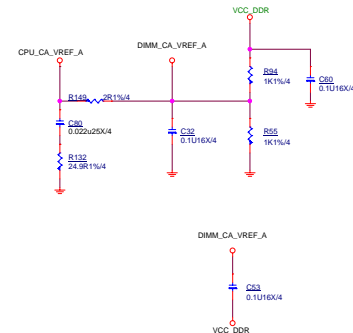 VCC_DDR
CPU_CA_VREF_A
DIMM_CA_VREF_A
R94
1K1%/4
C60
0.1U16X/4
R149
2R1%/4
C80
0.022u25X/4
C32
0.1U16X/4
R55
1K1%/4
R132
24.9R1%/4
DIMM_CA_VREF_A
C53
0.1U16X/4
VCC_DDR